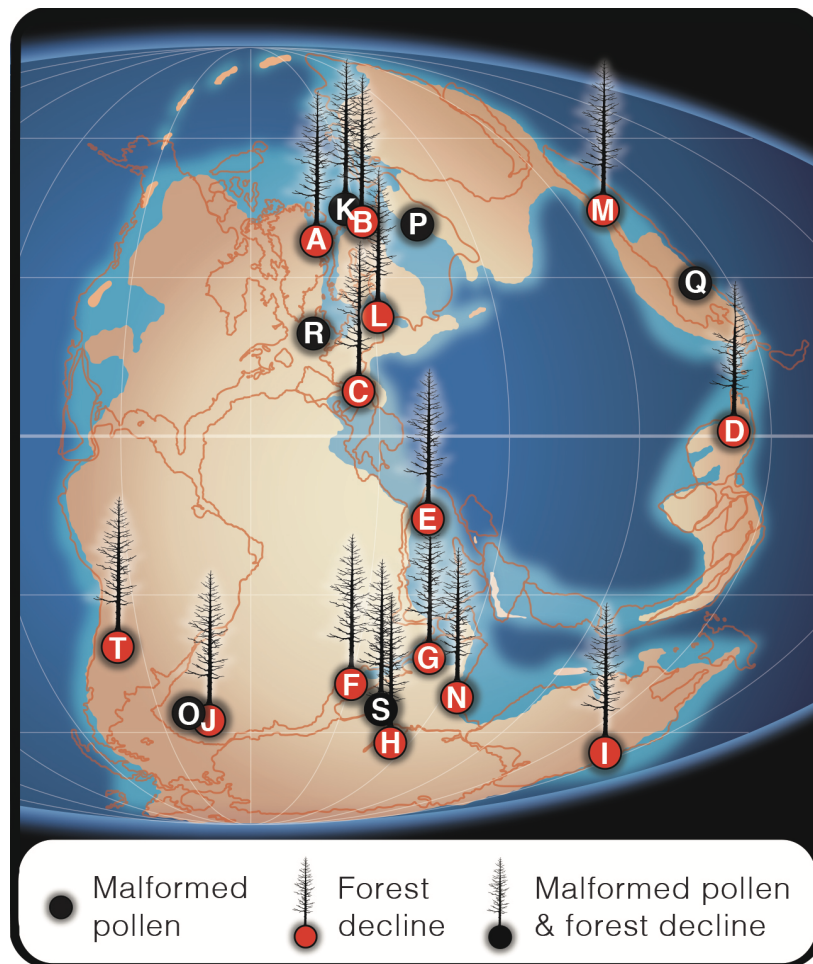 K
B
P
M
A
Q
L
R
C
D
E
T
G
F
N
O
J
S
H
I
Malformed
pollen
Forest
decline
Malformed pollen
& forest decline